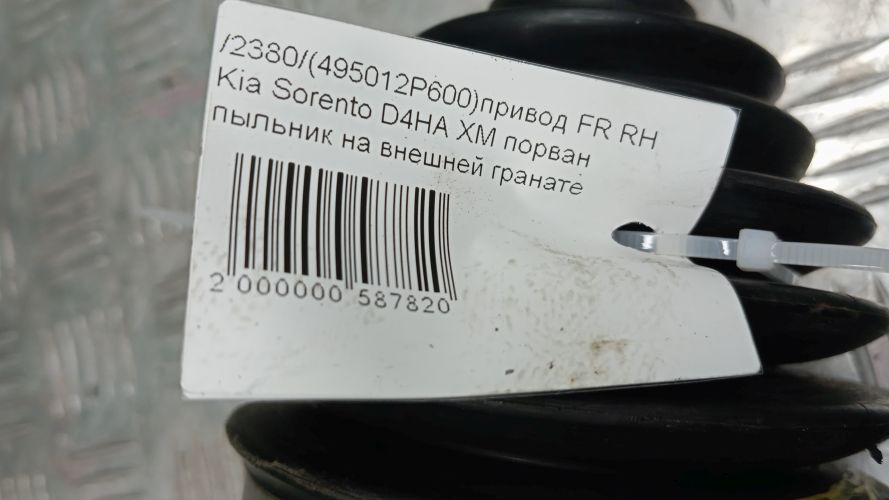 /2380/(495012P600)привод FR RH
Kia Sorento D4HA XM порван
пыльник на внешней гранате
2 000000 587820